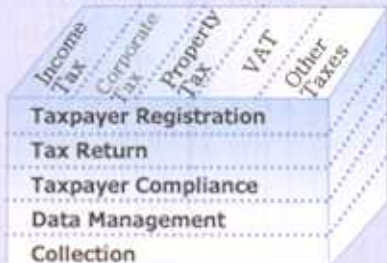 Income
Tax
Corporate
Tax
Property
Tax
VAT
Other
Taxes
Taxpayer Registration
Tax Return
Taxpayer Compliance
Data Management
Collection